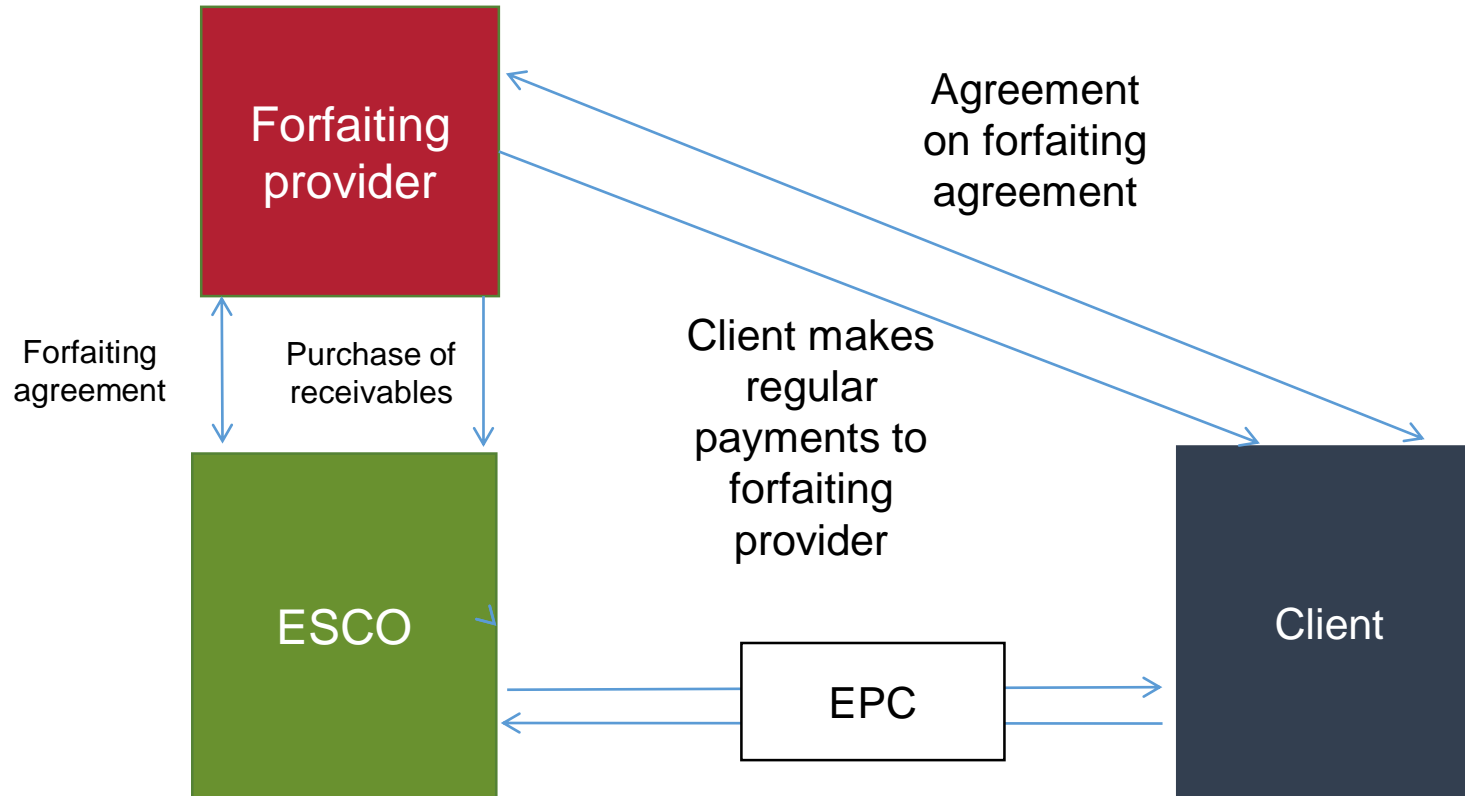 Forfaiting
provider
Agreement
on forfaiting
agreement
Forfaiting
agreement
Purchase of
receivables
Client makes
regular
payments to
forfaiting
provider
ESCO
EPC
Client